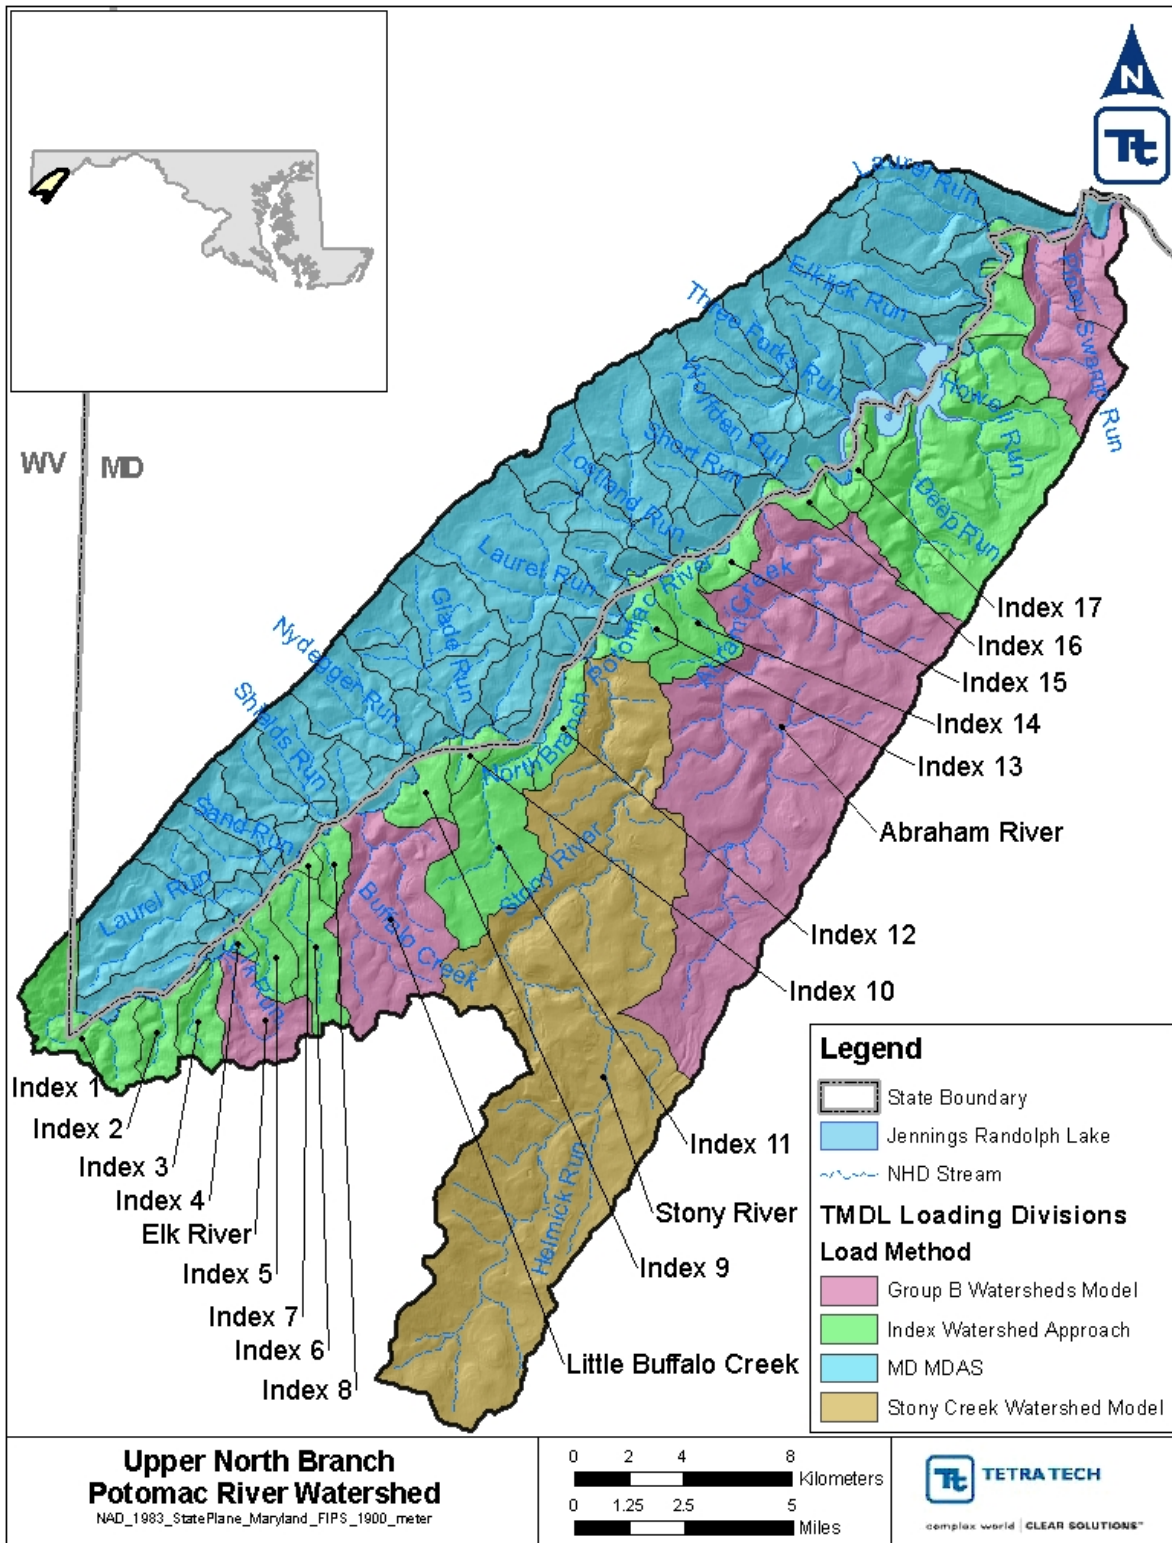 N
Tt
WV
MD
Laurel Run
Elklick Run
Three Forks Run
Piney Swamp Run
Howell Run
Wolfden Run
Short Run
Lostland Run
Deep Run
Laurel Run
Potomac River
Abram Creek
Glade Run
Nydegger Run
Shields Run
North Branch
Sand Run
Stony River
Laurel Run
Buffalo Creek
Elk Run
Helmick Run
Index 17
Index 16
Index 15
Index 14
Index 13
Abraham River
Index 12
Index 10
Index 1
Index 2
Index 3
Index 4
Elk River
Index 5
Index 7
Index 6
Index 8
Index 11
Stony River
Index 9
Little Buffalo Creek
Legend
State Boundary
Jennings Randolph Lake
NHD Stream
TMDL Loading Divisions
Load Method
Group B Watersheds Model
Index Watershed Approach
MD MDAS
Stony Creek Watershed Model
Upper North Branch
Potomac River Watershed
NAD_1983_StatePlane_Maryland_FIPS_1900_meter
0 2 4 8
Kilometers
0 1.25 2.5 5
Miles
Tt TETRA TECH
complex world | CLEAR SOLUTIONS™